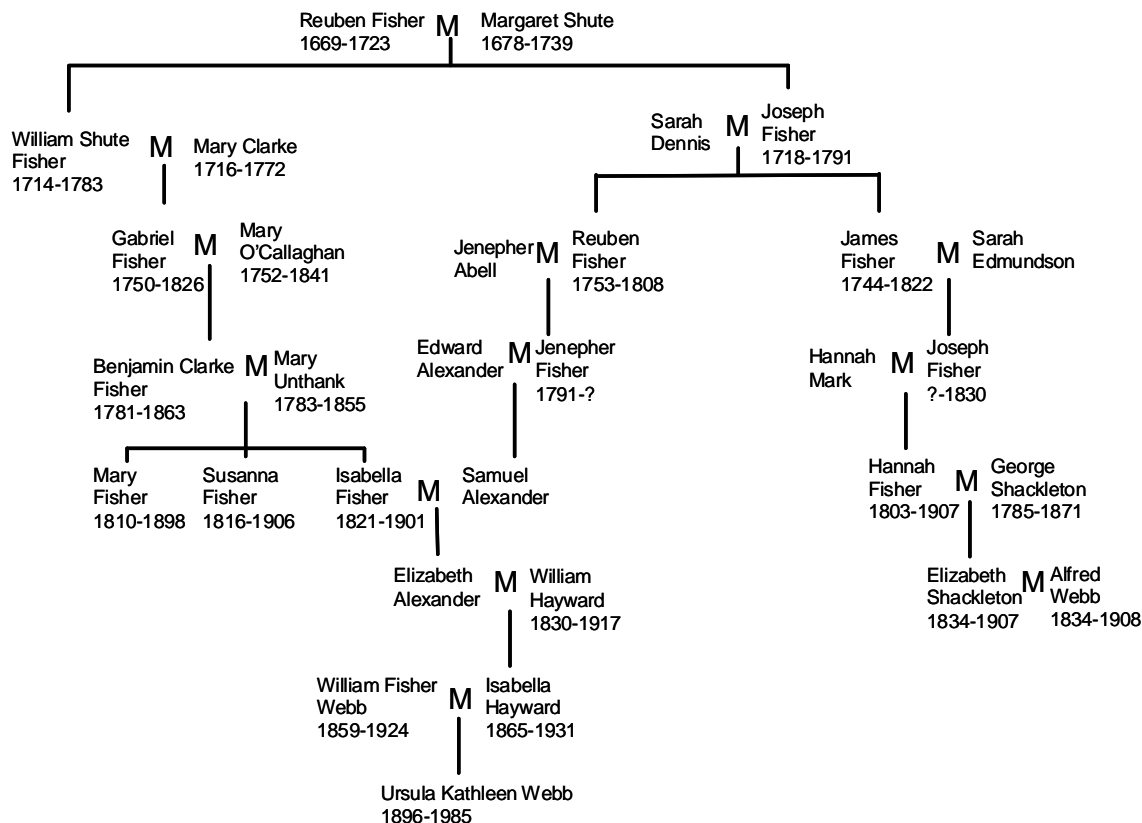 Reuben Fisher
1669-1723
M
Margaret Shute
1678-1739
William Shute
Fisher
1714-1783
M
Mary Clarke
1716-1772
Sarah
Dennis
M
Joseph
Fisher
1718-1791
Gabriel
Fisher
1750-1826
M
Mary
O'Callaghan
1752-1841
Jenepher
Abell
M
Reuben
Fisher
1753-1808
James
Fisher
1744-1822
M
Sarah
Edmundson
Benjamin Clarke
Fisher
1781-1863
M
Mary
Unthank
1783-1855
Edward
Alexander
M
Jenepher
Fisher
1791-?
Hannah
Mark
M
Joseph
Fisher
?-1830
Mary
Fisher
1810-1898
Susanna
Fisher
1816-1906
Isabella
Fisher
1821-1901
M
Samuel
Alexander
Hannah
Fisher
1803-1907
M
George
Shackleton
1785-1871
Elizabeth
Alexander
M
William
Hayward
1830-1917
Elizabeth
Shackleton
1834-1907
M
Alfred
Webb
1834-1908
William Fisher
Webb
1859-1924
M
Isabella
Hayward
1865-1931
Ursula Kathleen Webb
1896-1985